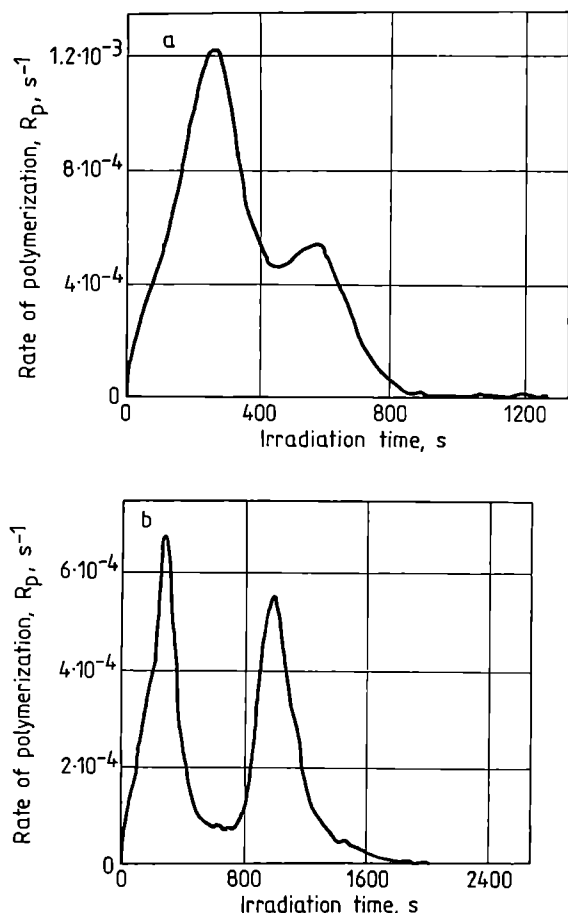 a
Rate of polymerization, Rp, s⁻¹
1.2·10⁻³
8·10⁻⁴
4·10⁻⁴
0
0 400 800 1200
Irradiation time, s
b
Rate of polymerization, Rp, s⁻¹
6·10⁻⁴
4·10⁻⁴
2·10⁻⁴
0
0 800 1600 2400
Irradiation time, s